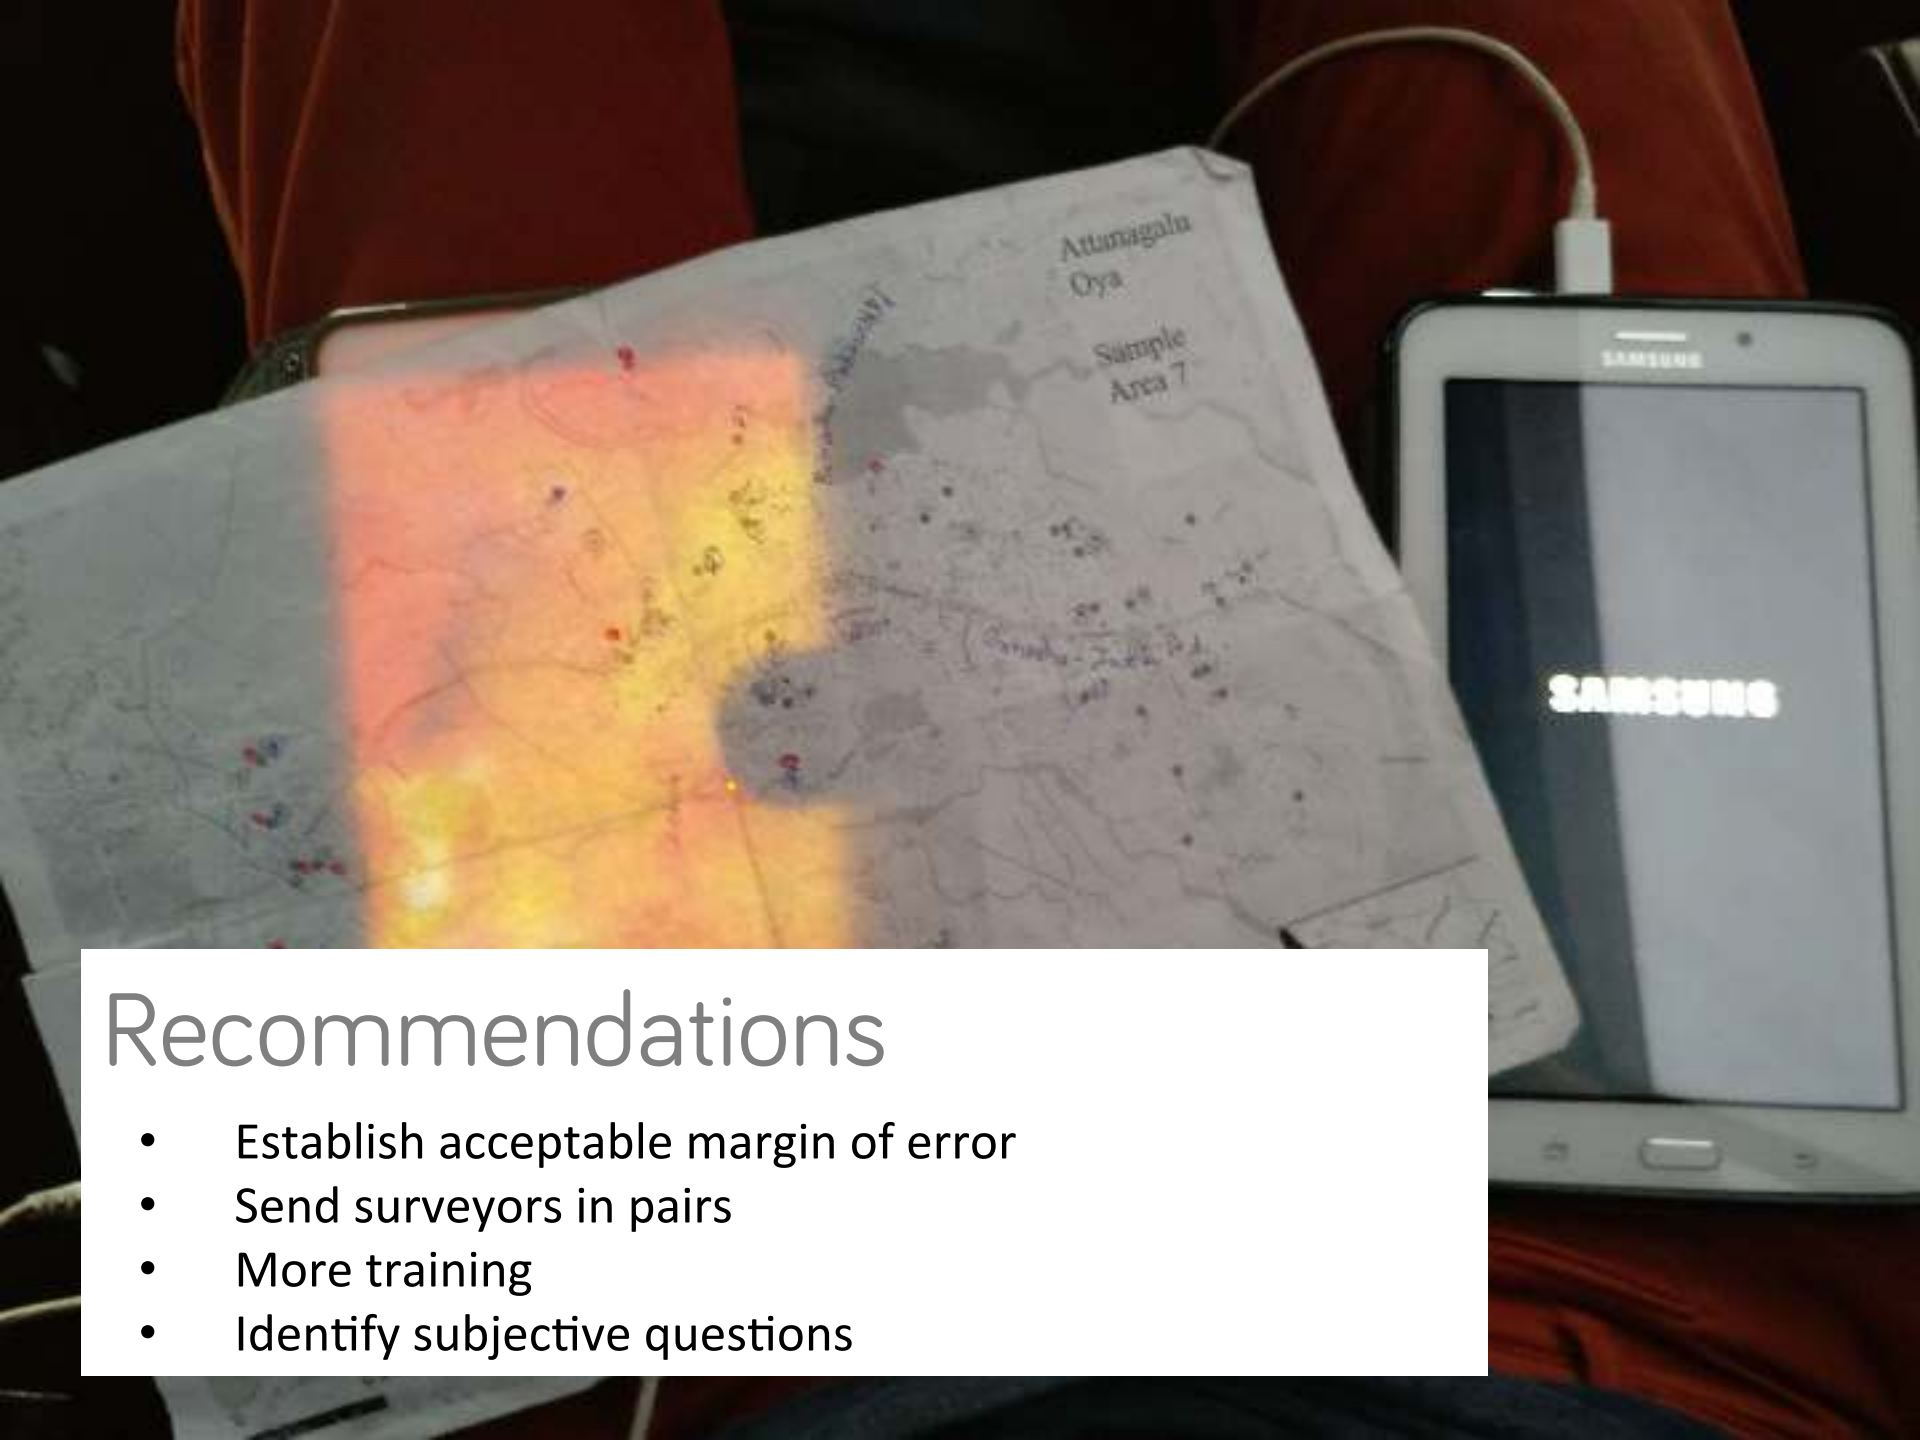 Attanagalu
Oya
Sample
Area 7
SAMSUNG
SAMSUNG
Recommendations
• Establish acceptable margin of error
• Send surveyors in pairs
• More training
• Identify subjective questions